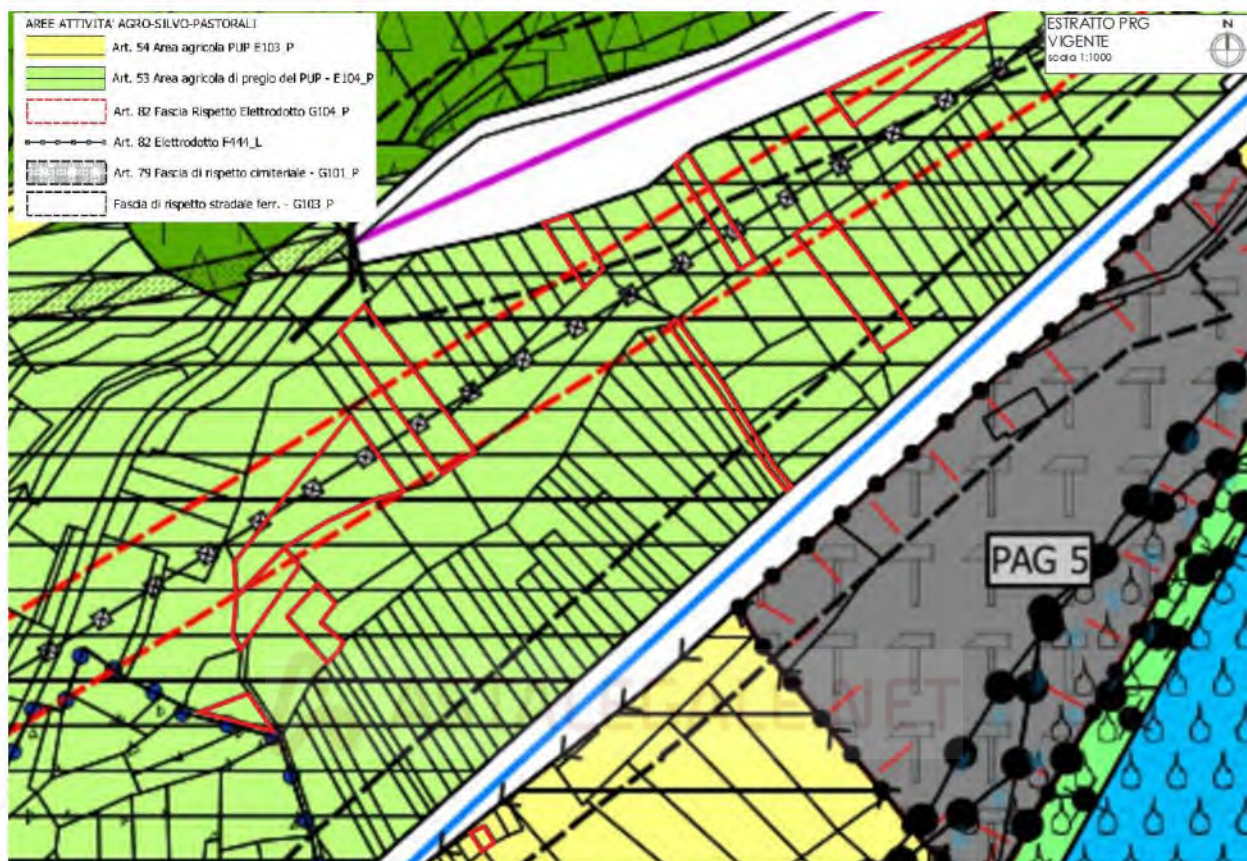 AREE ATTIVITA' AGRO-SILVO-PASTORALI
Art. 54 Area agricola PUP E103_P
Art. 53 Area agricola di pregio del PUP - E104_P
Art. 82 Fascia Rispetto Elettrodotto G104_P
Art. 82 Elettrodotto F444_L
Art. 79 Fascia di rispetto cimiteriale - G101_P
Fascia di rispetto stradale ferr. - G103_P
ESTRATTO PRG
VIGENTE
scala 1:1000
N
PAG 5